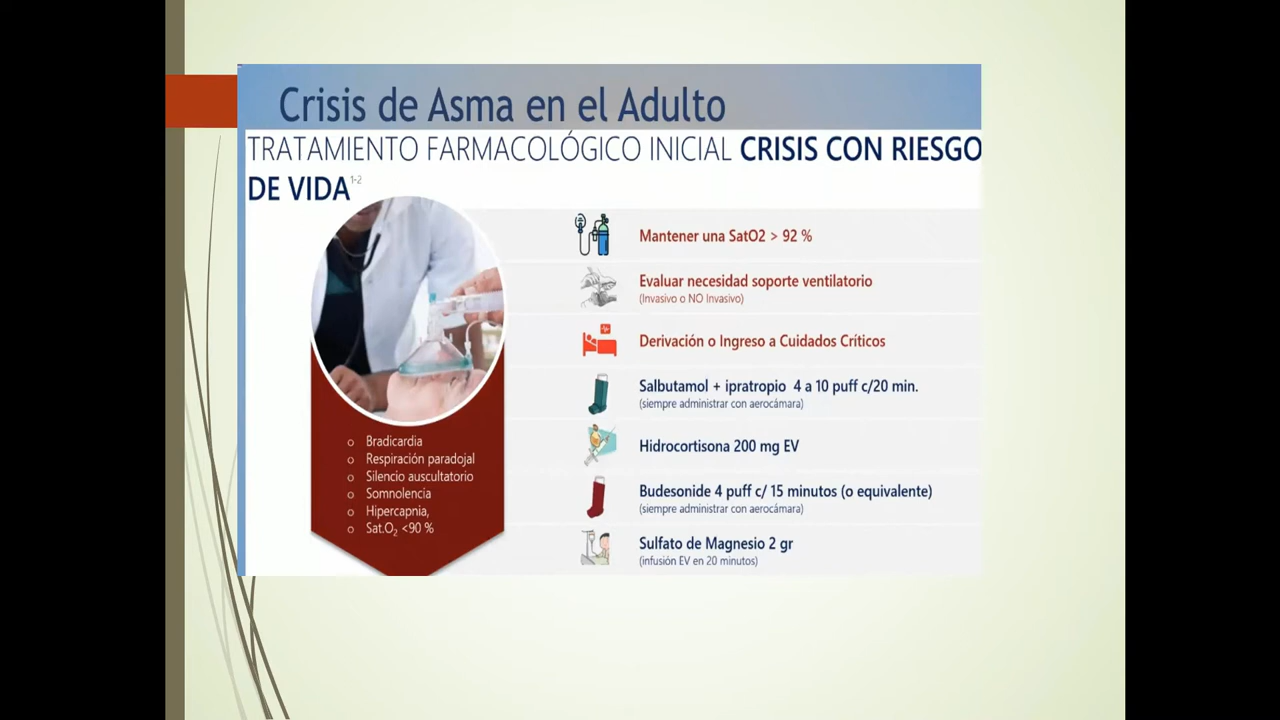 Crisis de Asma en el Adulto
TRATAMIENTO FARMACOLÓGICO INICIAL CRISIS CON RIESGO
DE VIDA 1-2
Bradicardia
Respiración paradojal
Silencio auscultatorio
Somnolencia
Hipercapnia,
Sat.O2 <90 %
Mantener una SatO2 > 92 %
Evaluar necesidad soporte ventilatorio
(Invasivo o NO Invasivo)
Derivación o Ingreso a Cuidados Críticos
Salbutamol + ipratropio 4 a 10 puff c/20 min.
(siempre administrar con aerocámara)
Hidrocortisona 200 mg EV
Budesonide 4 puff c/ 15 minutos (o equivalente)
(siempre administrar con aerocámara)
Sulfato de Magnesio 2 gr
(infusión EV en 20 minutos)